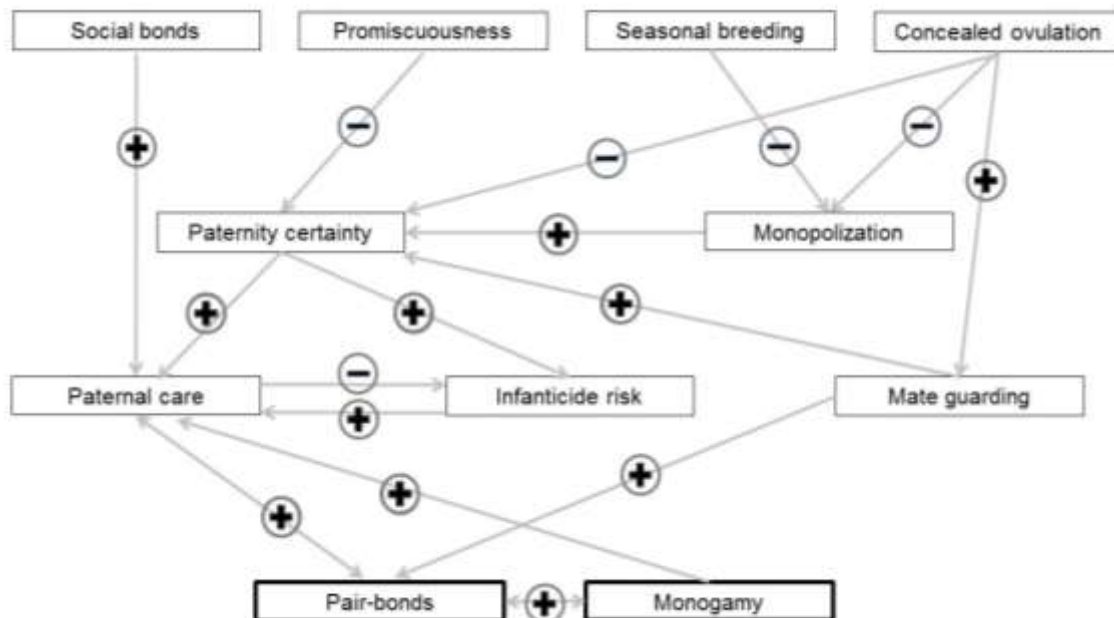 Social bonds
Promiscuousness
Seasonal breeding
Concealed ovulation
Paternity certainty
Monopolization
Paternal care
Infanticide risk
Mate guarding
Pair-bonds
Monogamy